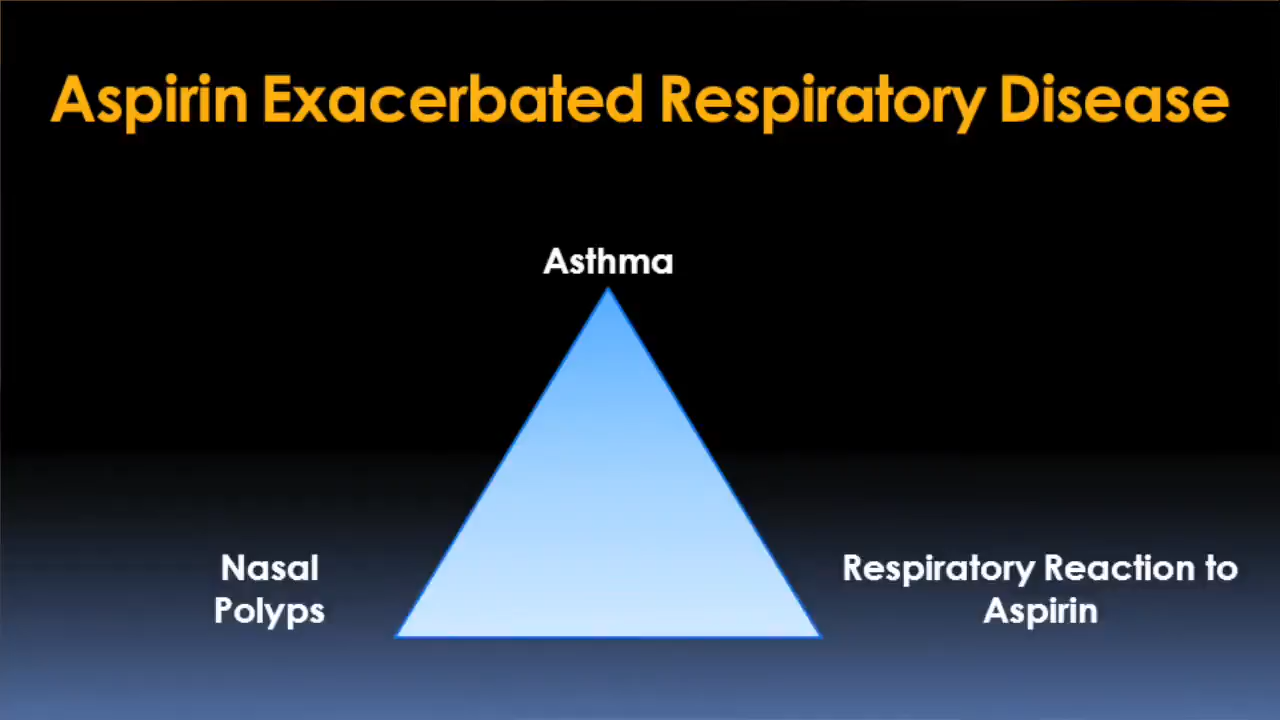 Aspirin Exacerbated Respiratory Disease
Asthma
Nasal
Polyps
Respiratory Reaction to
Aspirin